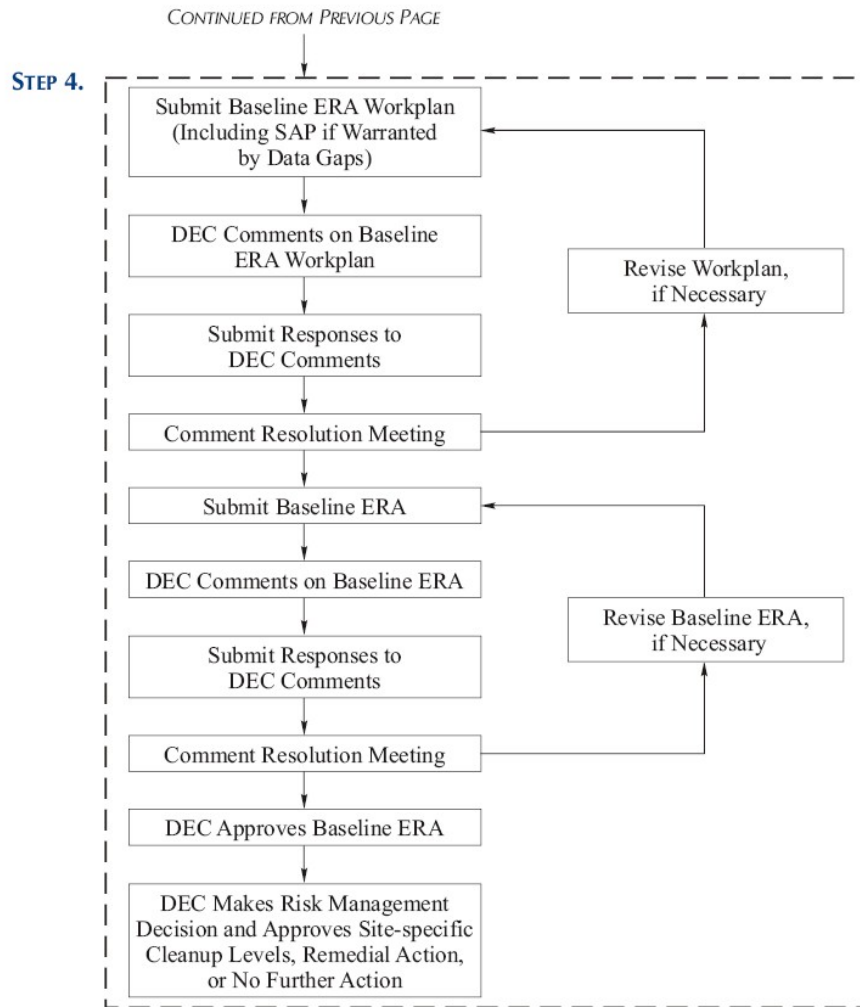 CONTINUED FROM PREVIOUS PAGE
STEP 4.
Submit Baseline ERA Workplan
(Including SAP if Warranted
by Data Gaps)
DEC Comments on Baseline
ERA Workplan
Revise Workplan,
if Necessary
Submit Responses to
DEC Comments
Comment Resolution Meeting
Submit Baseline ERA
DEC Comments on Baseline ERA
Revise Baseline ERA,
if Necessary
Submit Responses to
DEC Comments
Comment Resolution Meeting
DEC Approves Baseline ERA
DEC Makes Risk Management
Decision and Approves Site-specific
Cleanup Levels, Remedial Action,
or No Further Action